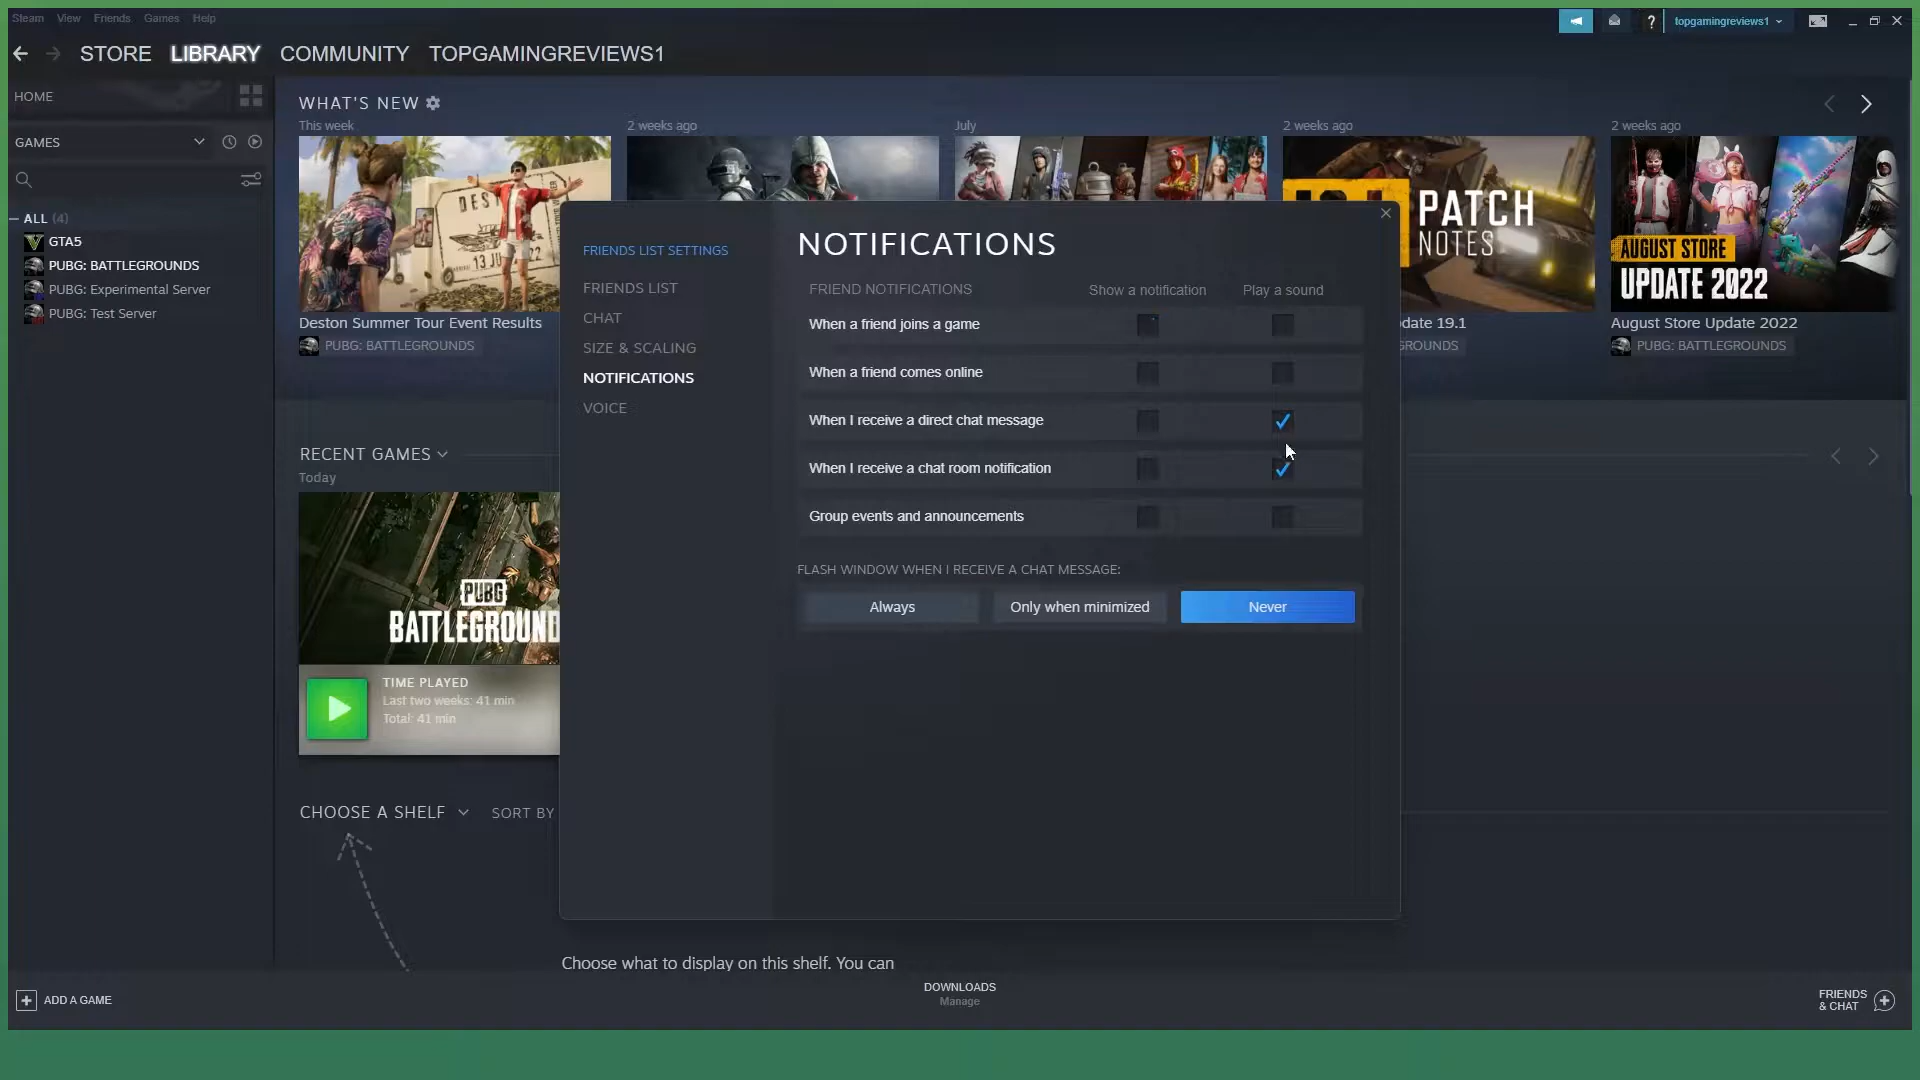 Steam View Friends Games Help
topgamingreviews1
STORE LIBRARY COMMUNITY TOPGAMINGREVIEWS1
HOME
GAMES
ALL (4)
GTA5
PUBG: BATTLEGROUNDS
PUBG: Experimental Server
PUBG: Test Server
WHAT'S NEW
This week
2 weeks ago
July
2 weeks ago
2 weeks ago
PATCH
NOTES
AUGUST STORE
UPDATE 2022
Deston Summer Tour Event Results
PUBG: BATTLEGROUNDS
date 19.1
GROUNDS
August Store Update 2022
PUBG: BATTLEGROUNDS
FRIENDS LIST SETTINGS
FRIENDS LIST
CHAT
SIZE & SCALING
NOTIFICATIONS
VOICE
NOTIFICATIONS
FRIEND NOTIFICATIONS Show a notification Play a sound
When a friend joins a game
When a friend comes online
When I receive a direct chat message
When I receive a chat room notification
Group events and announcements
FLASH WINDOW WHEN I RECEIVE A CHAT MESSAGE:
Always Only when minimized Never
RECENT GAMES
Today
PUBG
BATTLEGROUND
TIME PLAYED
Last two weeks: 41 min
Total: 41 min
CHOOSE A SHELF SORT BY
Choose what to display on this shelf. You can
ADD A GAME
DOWNLOADS
Manage
FRIENDS
& CHAT